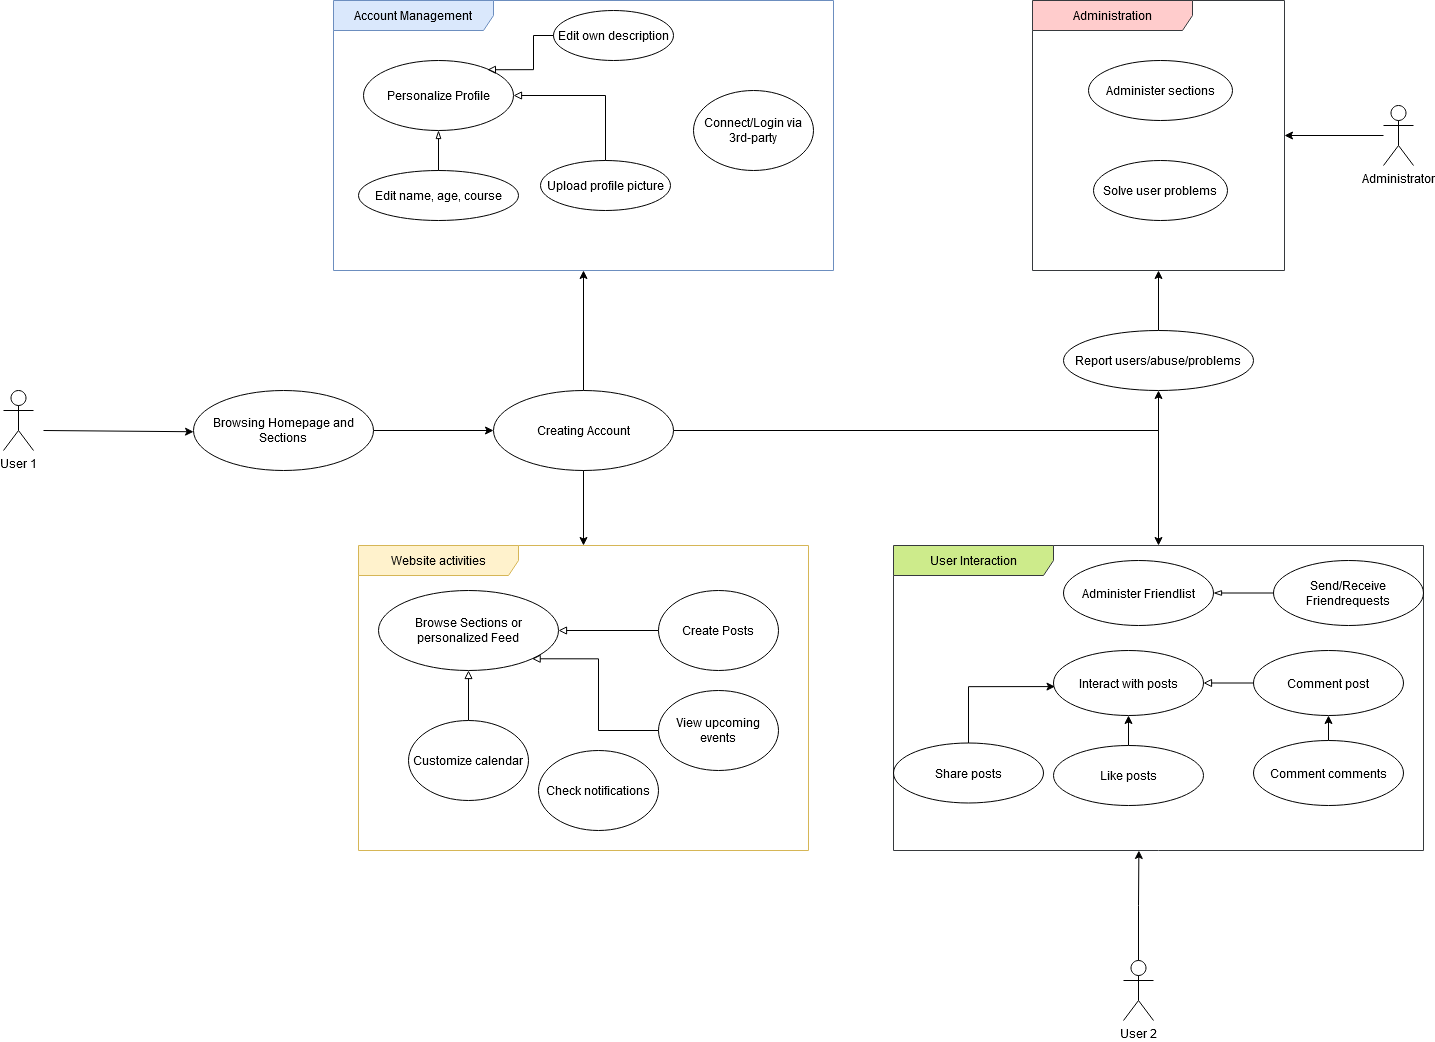 Account Management
Edit own description
Personalize Profile
Connect/Login via
3rd-party
Edit name, age, course
Upload profile picture
Administration
Administer sections
Solve user problems
Administrator
Report users/abuse/problems
User 1
Browsing Homepage and
Sections
Creating Account
Website activities
Browse Sections or
personalized Feed
Create Posts
View upcoming
events
Customize calendar
Check notifications
User Interaction
Administer Friendlist
Send/Receive
Friendrequests
Interact with posts
Comment post
Share posts
Like posts
Comment comments
User 2